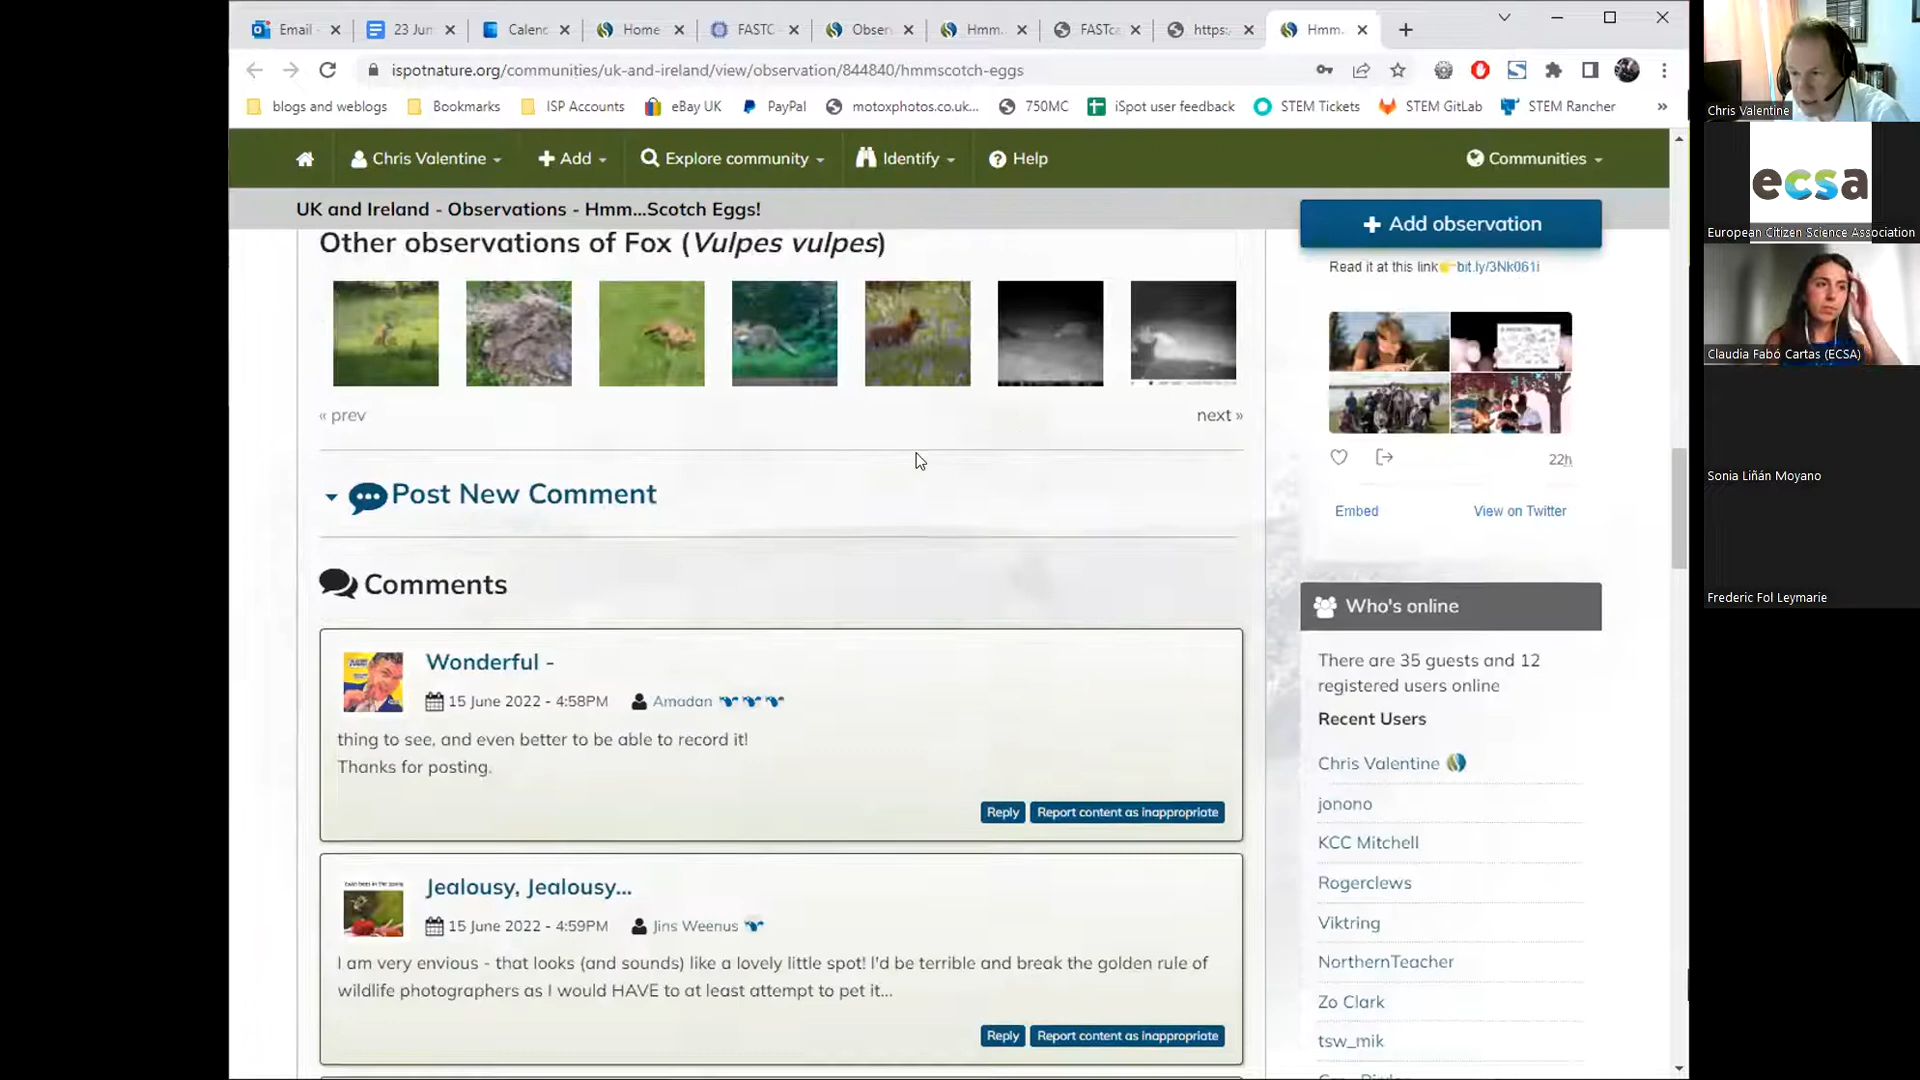 Email
23 Jun
Calenc
Home
FASTC
Obser
Hmm.
FASTca
https:
Hmm.
ispotnature.org/communities/uk-and-ireland/view/observation/844840/hmmscotch-eggs
blogs and weblogs
Bookmarks
ISP Accounts
eBay UK
PayPal
motoxphotos.co.uk...
750MC
iSpot user feedback
STEM Tickets
STEM GitLab
STEM Rancher
»
Chris Valentine
Add
Explore community
Identify
Help
Communities
UK and Ireland - Observations - Hmm...Scotch Eggs!
+ Add observation
Other observations of Fox (Vulpes vulpes)
Read it at this link👉bit.ly/3Nk061i
« prev
next »
22h
Post New Comment
Embed
View on Twitter
Comments
Who's online
Wonderful -
15 June 2022 - 4:58PM
Amadan
thing to see, and even better to be able to record it!
Thanks for posting.
Reply
Report content as inappropriate
Jealousy, Jealousy...
15 June 2022 - 4:59PM
Jins Weenus
I am very envious - that looks (and sounds) like a lovely little spot! I'd be terrible and break the golden rule of
wildlife photographers as I would HAVE to at least attempt to pet it...
Reply
Report content as inappropriate
There are 35 guests and 12
registered users online
Recent Users
Chris Valentine
jonono
KCC Mitchell
Rogerclews
Viktring
NorthernTeacher
Zo Clark
tsw_mik
Chris Valentine
ecsa
European Citizen Science Association
Claudia Fabó Cartas (ECSA)
Sonia Liñán Moyano
Frederic Fol Leymarie